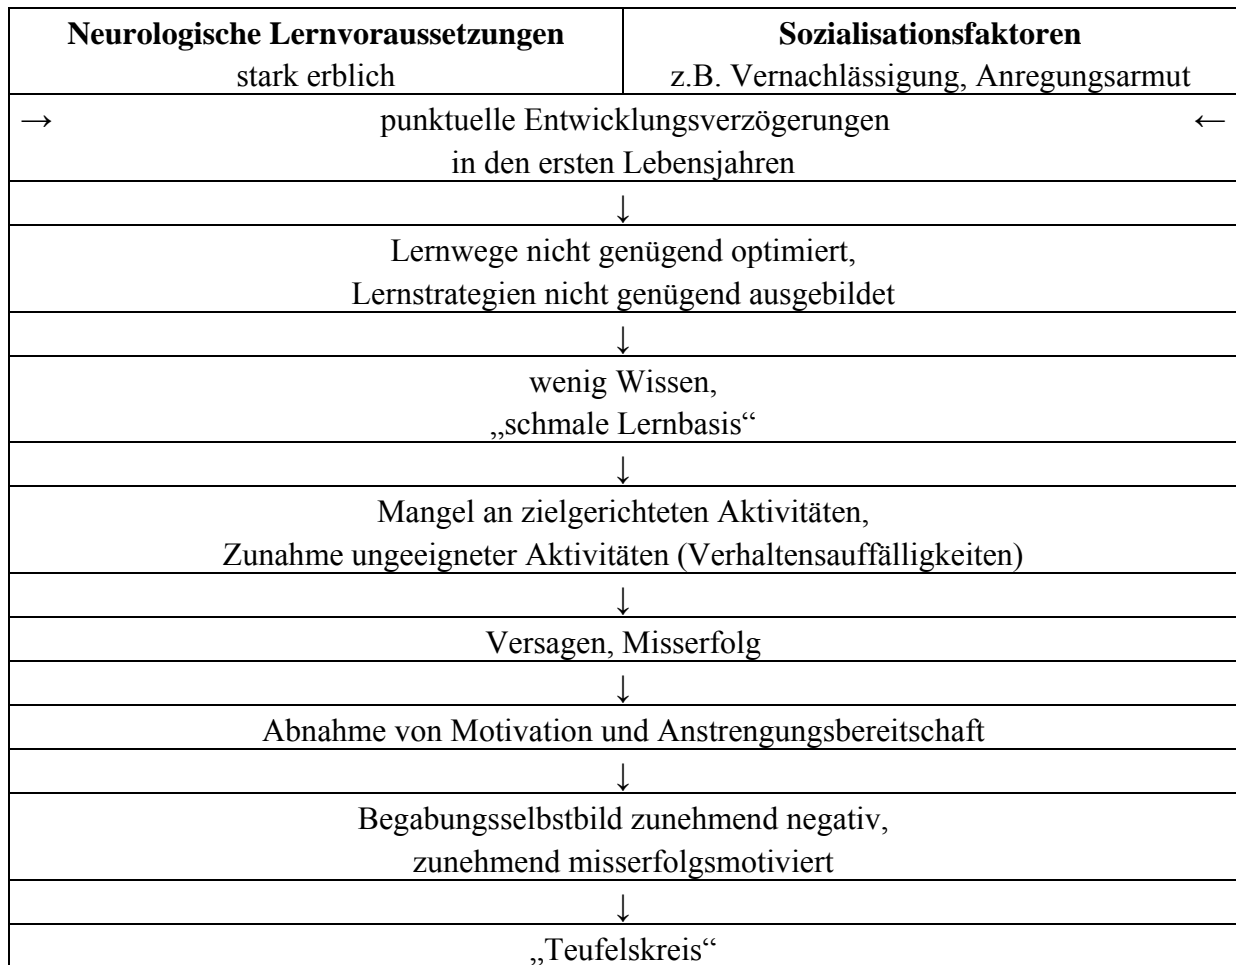 Neurologische Lernvoraussetzungen
stark erblich
Sozialisationsfaktoren
z.B. Vernachlässigung, Anregungsarmut
→ punktuelle Entwicklungsverzögerungen ←
in den ersten Lebensjahren
↓
Lernwege nicht genügend optimiert,
Lernstrategien nicht genügend ausgebildet
↓
wenig Wissen,
„schmale Lernbasis“
↓
Mangel an zielgerichteten Aktivitäten,
Zunahme ungeeigneter Aktivitäten (Verhaltensauffälligkeiten)
↓
Versagen, Misserfolg
↓
Abnahme von Motivation und Anstrengungsbereitschaft
↓
Begabungsselbstbild zunehmend negativ,
zunehmend misserfolgsmotiviert
↓
„Teufelskreis“